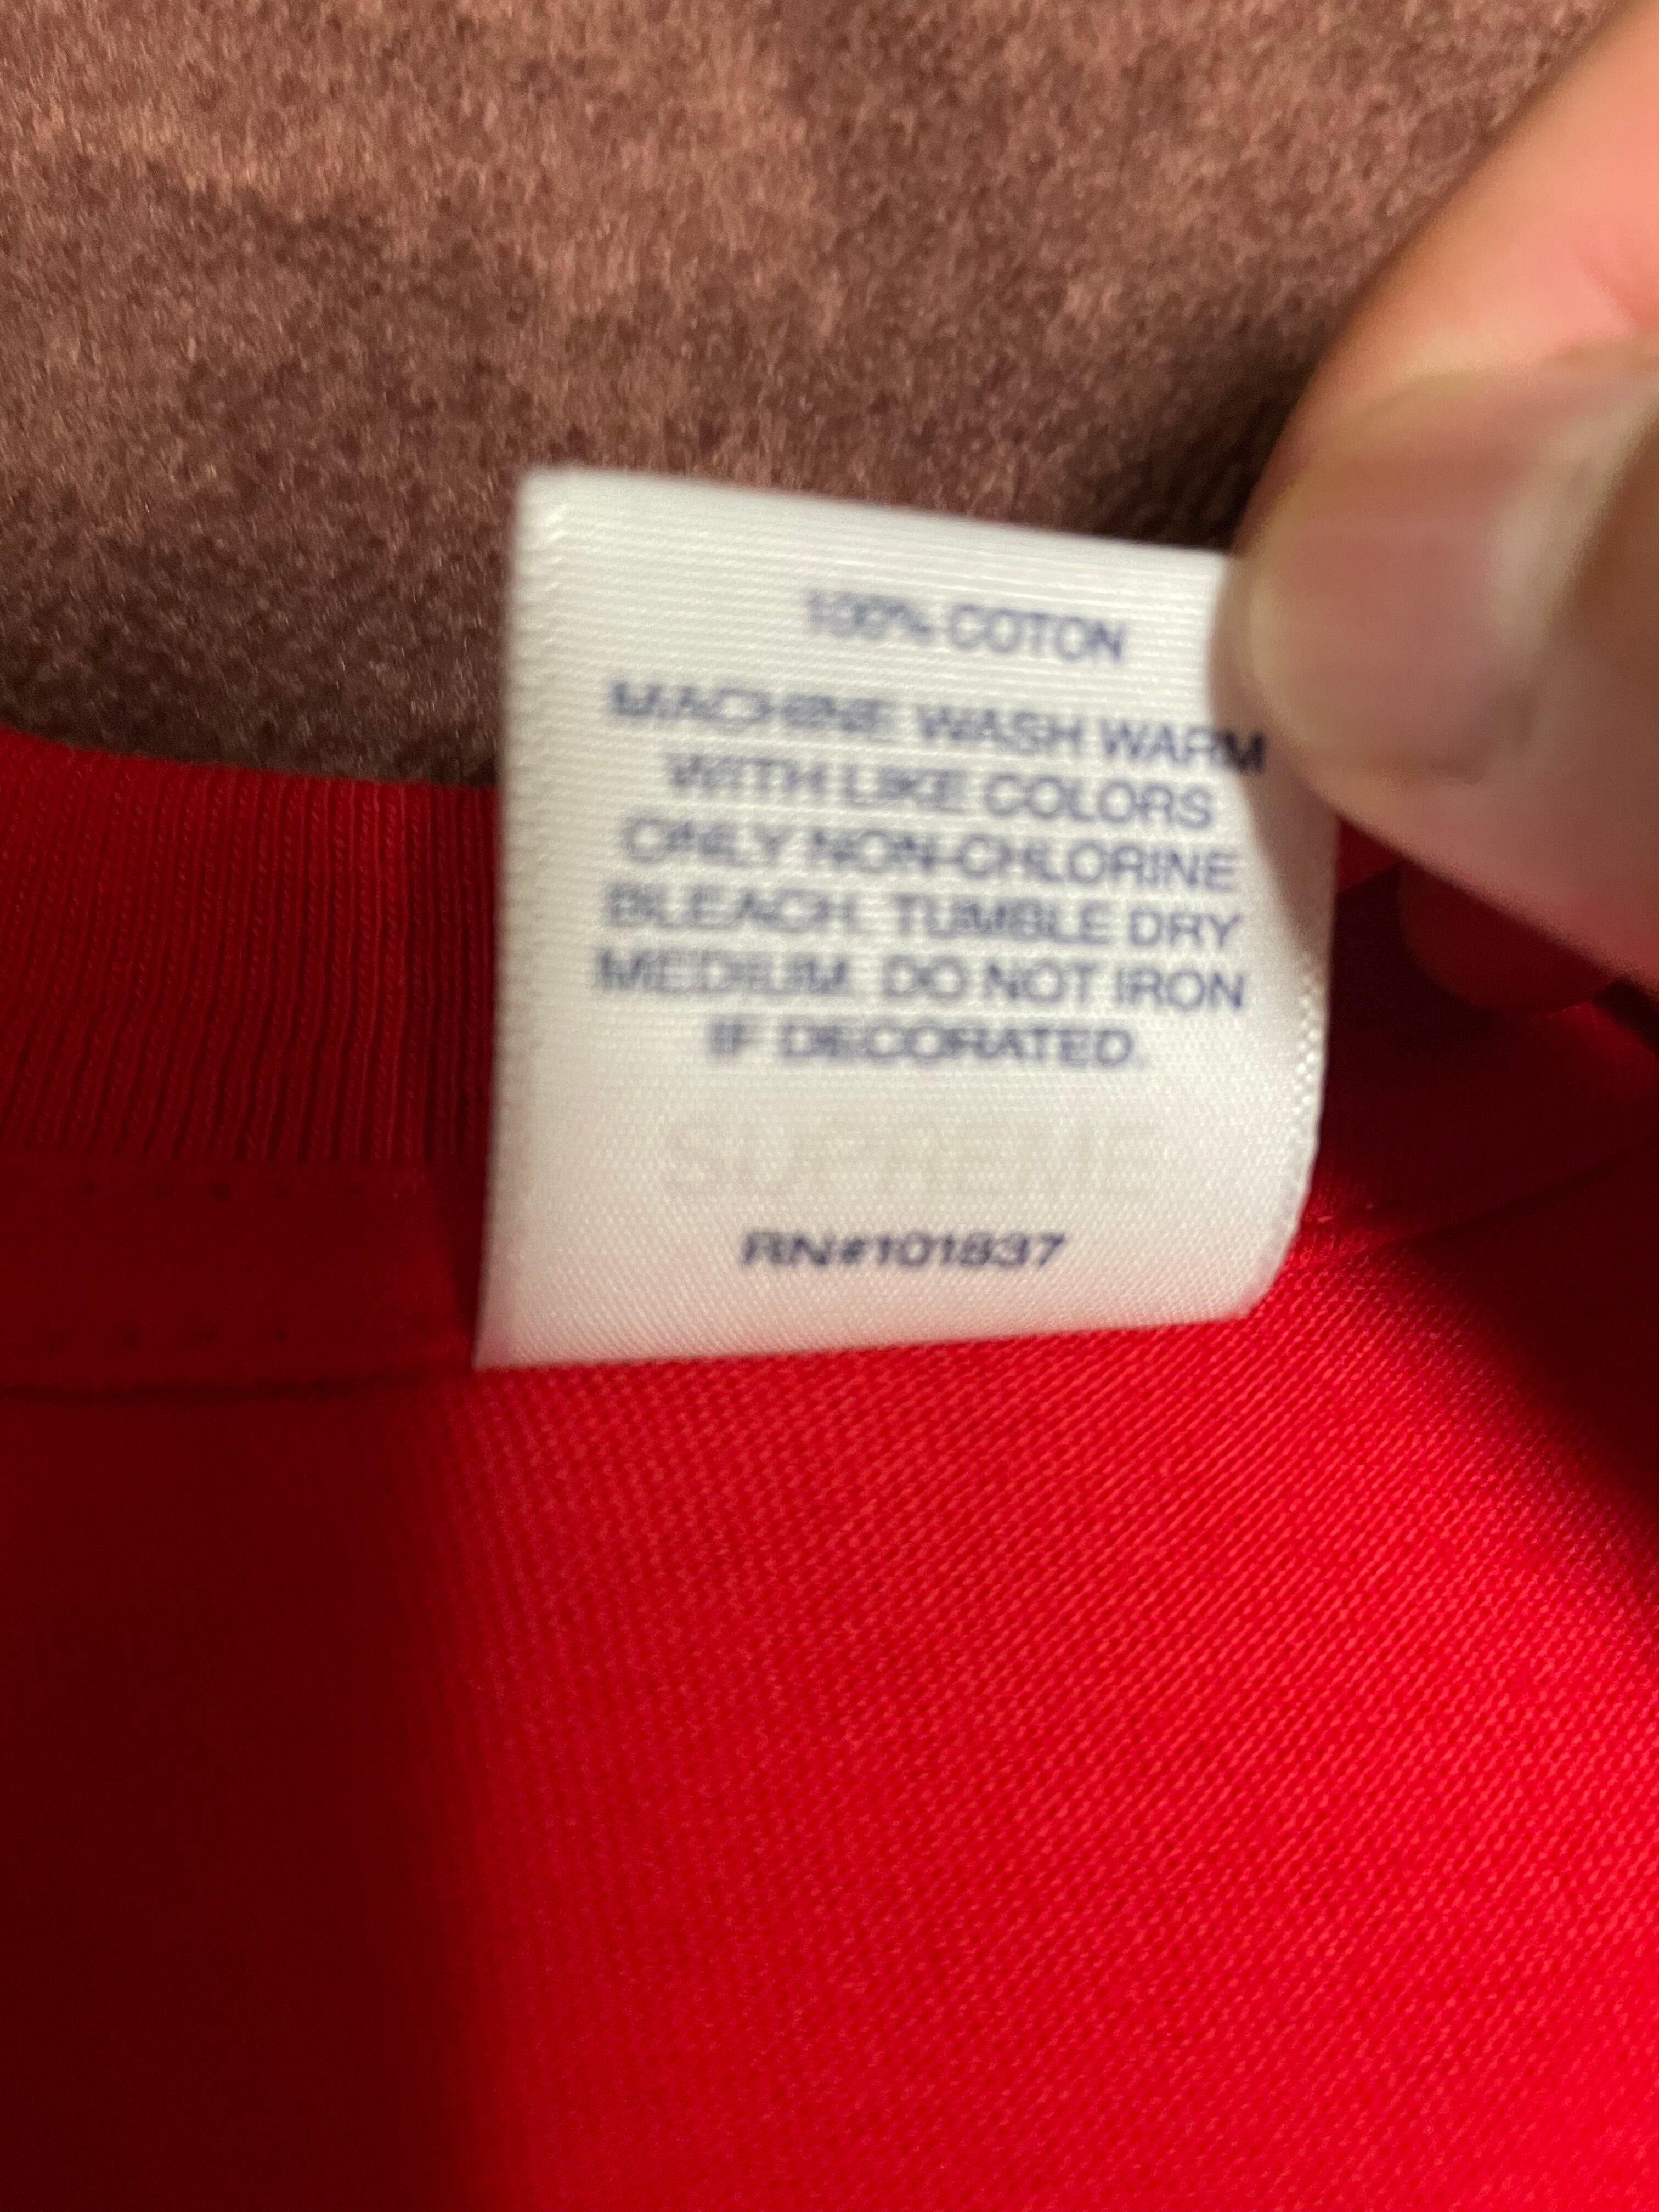 100% COTON
MACHINE WASH WARM
WITH LIKE COLORS
ONLY NON-CHLORINE
BLEACH. TUMBLE DRY
MEDIUM. DO NOT IRON
IF DECORATED.
SUPREME
RN#101837